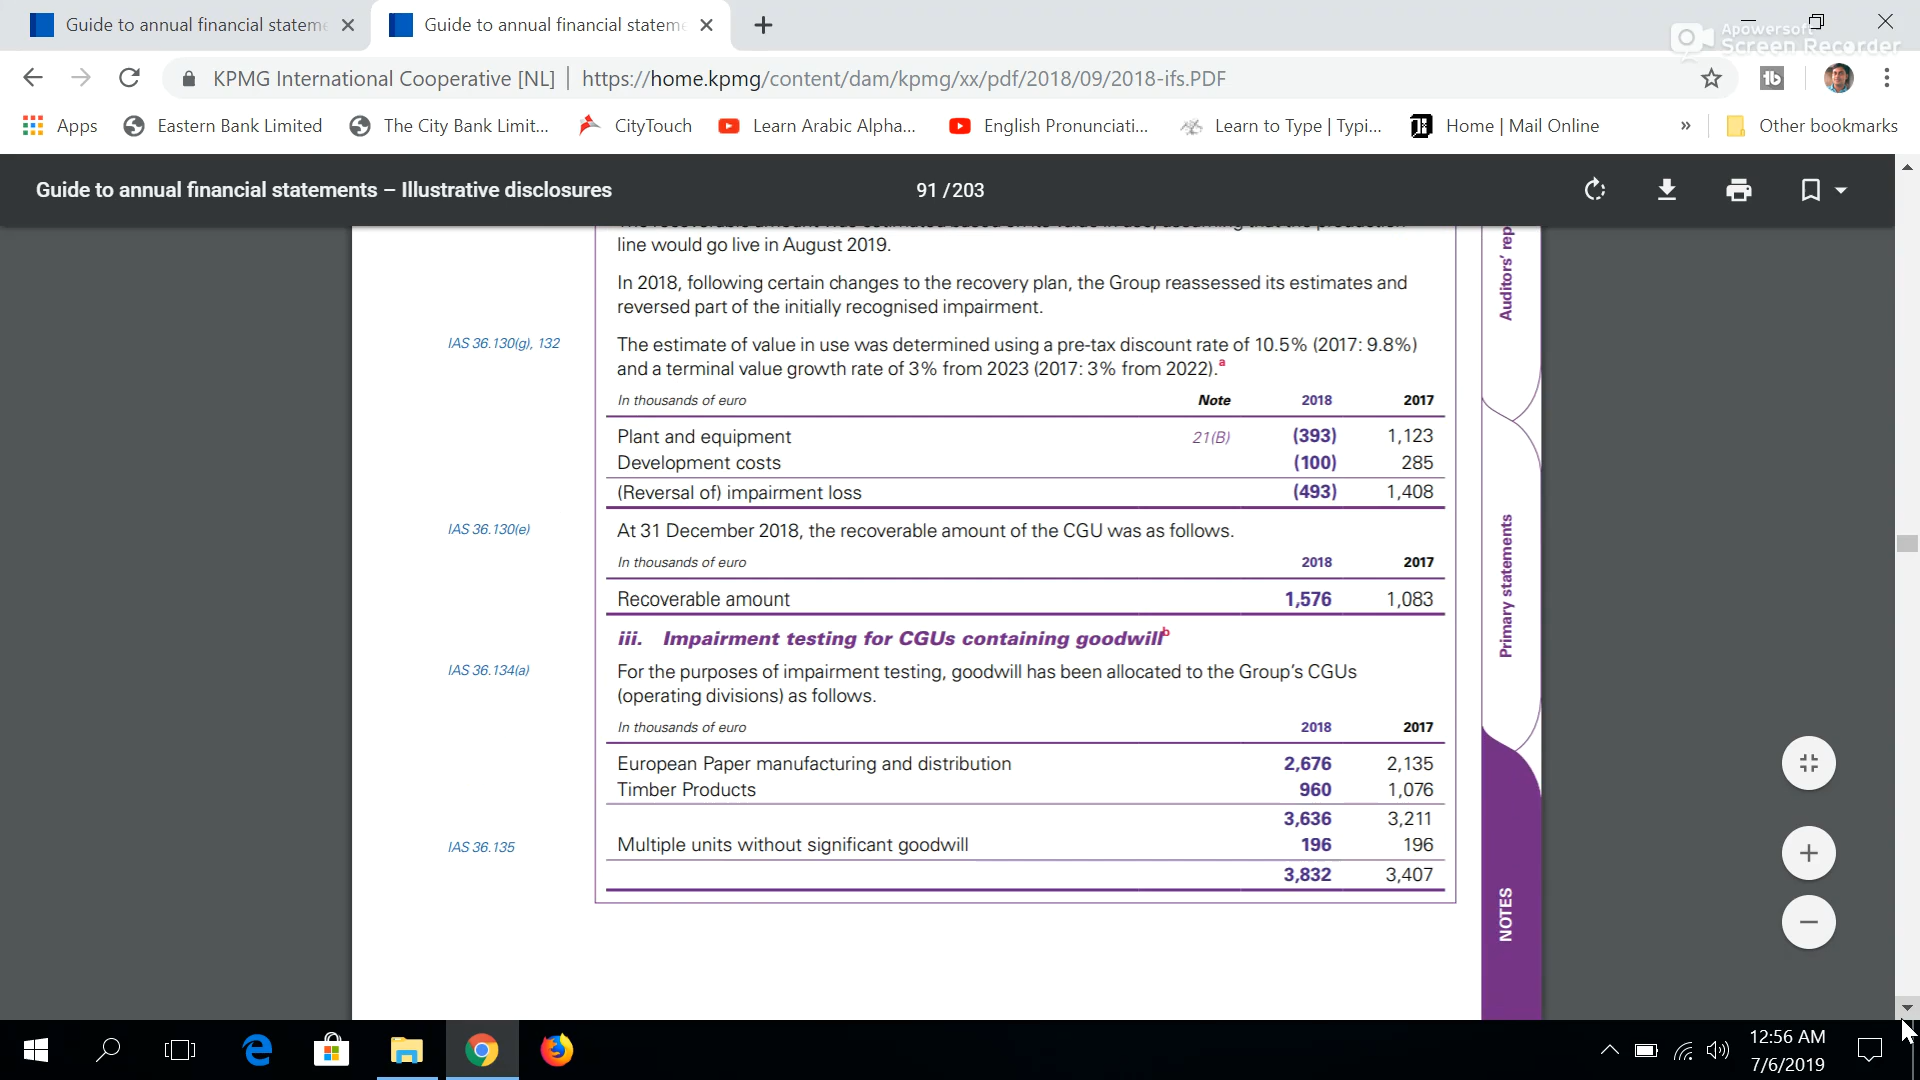 Guide to annual financial stateme
Guide to annual financial stateme
Apowersoft
Screen Recorder
KPMG International Cooperative [NL]
https://home.kpmg/content/dam/kpmg/xx/pdf/2018/09/2018-ifs.PDF
Apps
Eastern Bank Limited
The City Bank Limit...
CityTouch
Learn Arabic Alpha...
English Pronunciati...
Learn to Type | Typi...
Home | Mail Online
»
Other bookmarks
Guide to annual financial statements – Illustrative disclosures
91 / 203
line would go live in August 2019.
In 2018, following certain changes to the recovery plan, the Group reassessed its estimates and
reversed part of the initially recognised impairment.
IAS 36.130(g), 132
The estimate of value in use was determined using a pre-tax discount rate of 10.5% (2017: 9.8%)
and a terminal value growth rate of 3% from 2023 (2017: 3% from 2022).a
In thousands of euro Note 2018 2017
Plant and equipment 21(B) (393) 1,123
Development costs (100) 285
(Reversal of) impairment loss (493) 1,408
IAS 36.130(e)
At 31 December 2018, the recoverable amount of the CGU was as follows.
In thousands of euro 2018 2017
Recoverable amount 1,576 1,083
iii. Impairment testing for CGUs containing goodwillb
IAS 36.134(a)
For the purposes of impairment testing, goodwill has been allocated to the Group's CGUs
(operating divisions) as follows.
In thousands of euro 2018 2017
European Paper manufacturing and distribution 2,676 2,135
Timber Products 960 1,076
3,636 3,211
IAS 36.135
Multiple units without significant goodwill 196 196
3,832 3,407
Auditors' rep
Primary statements
NOTES
12:56 AM
7/6/2019